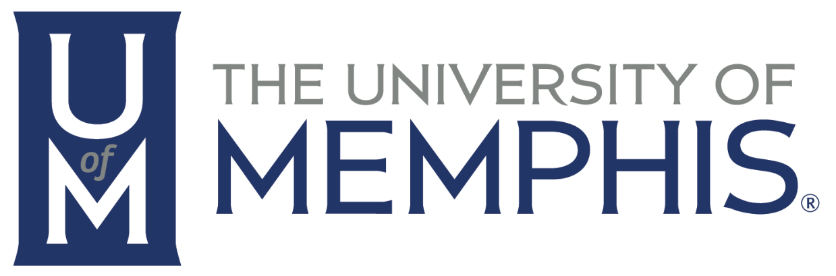 U
of
M
THE UNIVERSITY OF
MEMPHIS®